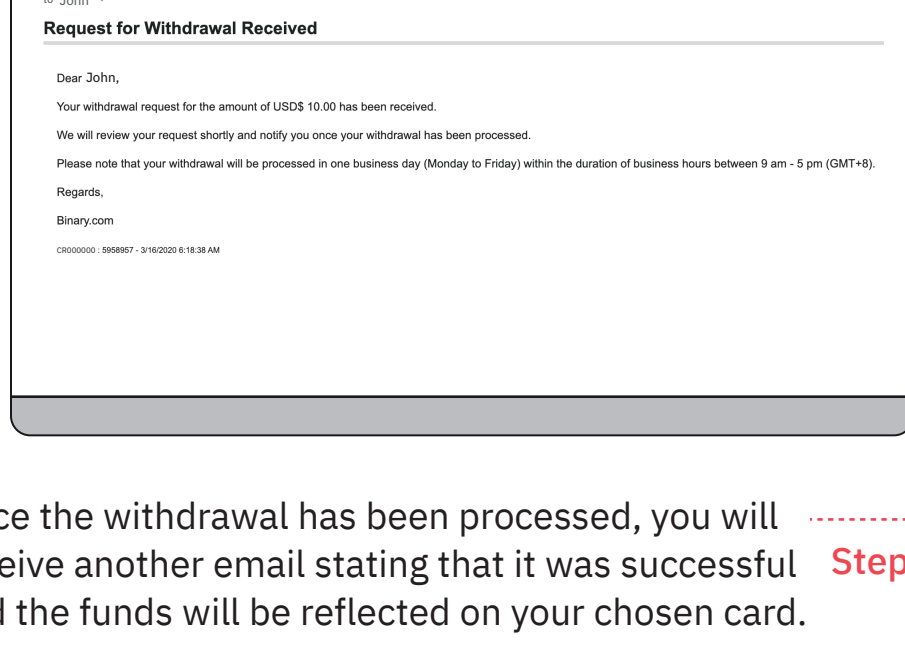 to John
Request for Withdrawal Received
Dear John,
Your withdrawal request for the amount of USD$ 10.00 has been received.
We will review your request shortly and notify you once your withdrawal has been processed.
Please note that your withdrawal will be processed in one business day (Monday to Friday) within the duration of business hours between 9 am - 5 pm (GMT+8).
Regards,
Binary.com
CR000000 : 5958957 - 3/16/2020 6:18:38 AM
ce the withdrawal has been processed, you will
eive another email stating that it was successful
Step
d the funds will be reflected on your chosen card.